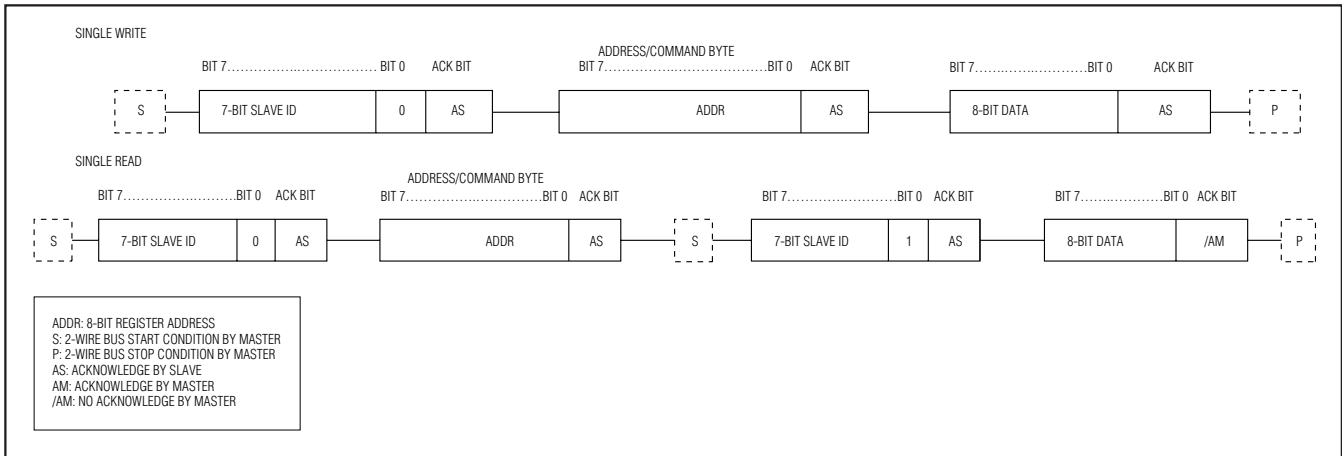 SINGLE WRITE
ADDRESS/COMMAND BYTE
BIT 7……………..……………… BIT 0 ACK BIT BIT 7……………..…………………BIT 0 ACK BIT BIT 7…….…….…………BIT 0 ACK BIT
S 7-BIT SLAVE ID 0 AS ADDR AS 8-BIT DATA AS P
SINGLE READ
ADDRESS/COMMAND BYTE
BIT 7……………..……….BIT 0 ACK BIT BIT 7……………..…………….BIT 0 ACK BIT BIT 7……………..……….BIT 0 ACK BIT BIT 7……..…………BIT 0 ACK BIT
S 7-BIT SLAVE ID 0 AS ADDR AS S 7-BIT SLAVE ID 1 AS 8-BIT DATA /AM P
ADDR: 8-BIT REGISTER ADDRESS
S: 2-WIRE BUS START CONDITION BY MASTER
P: 2-WIRE BUS STOP CONDITION BY MASTER
AS: ACKNOWLEDGE BY SLAVE
AM: ACKNOWLEDGE BY MASTER
/AM: NO ACKNOWLEDGE BY MASTER